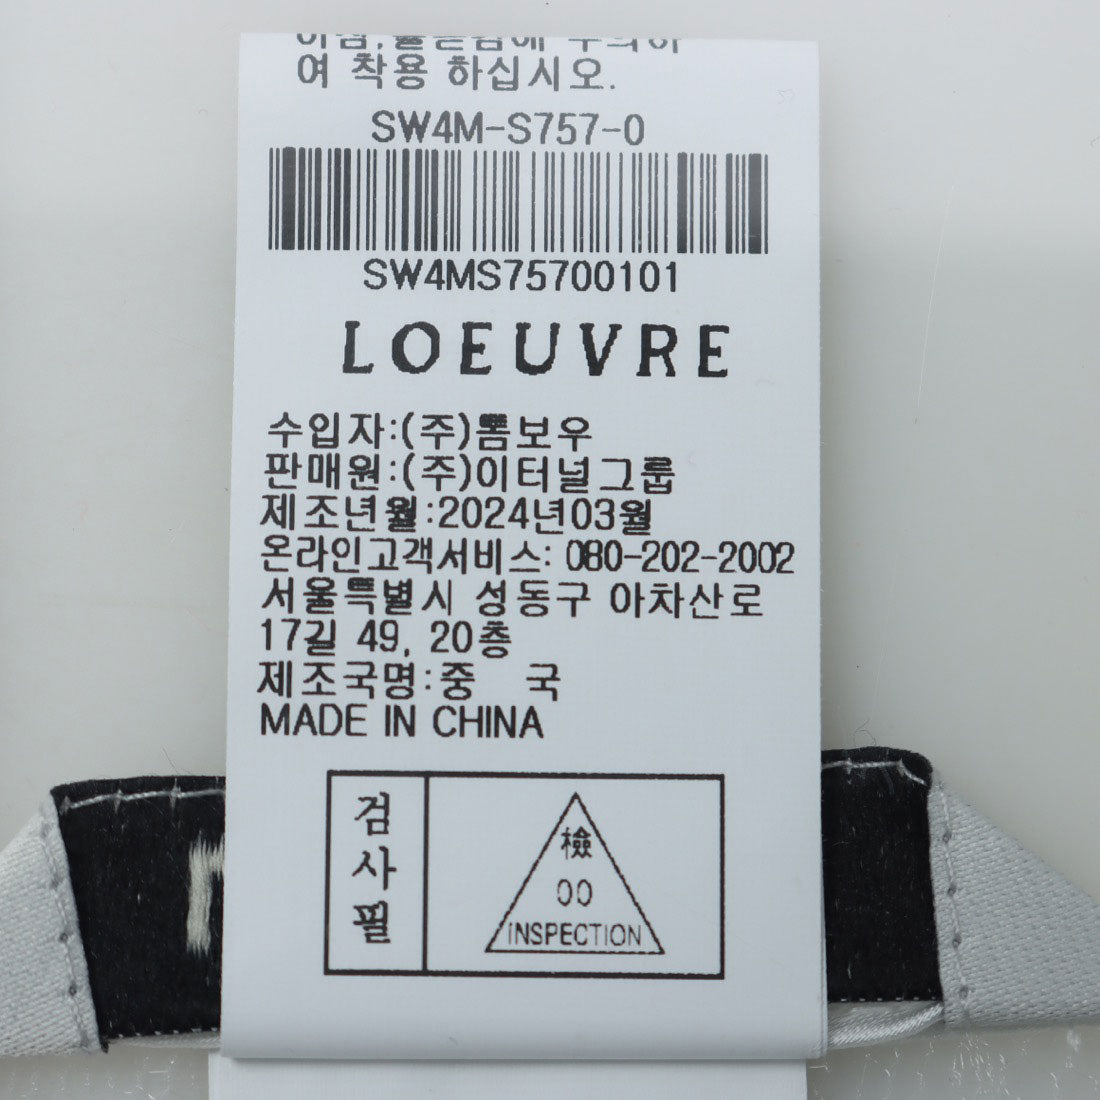 여 착용 하십시오.
SW4M-S757-0
SW4MS75700101
LOEUVRE
수입자:(주)뽐보우
판매원:(주)이터널그룹
제조년월:2024년03월
온라인고객서비스: 080-202-2002
서울특별시 성동구 아차산로
17길 49, 20층
제조국명:중 국
MADE IN CHINA
검사필
檢
00
INSPECTION